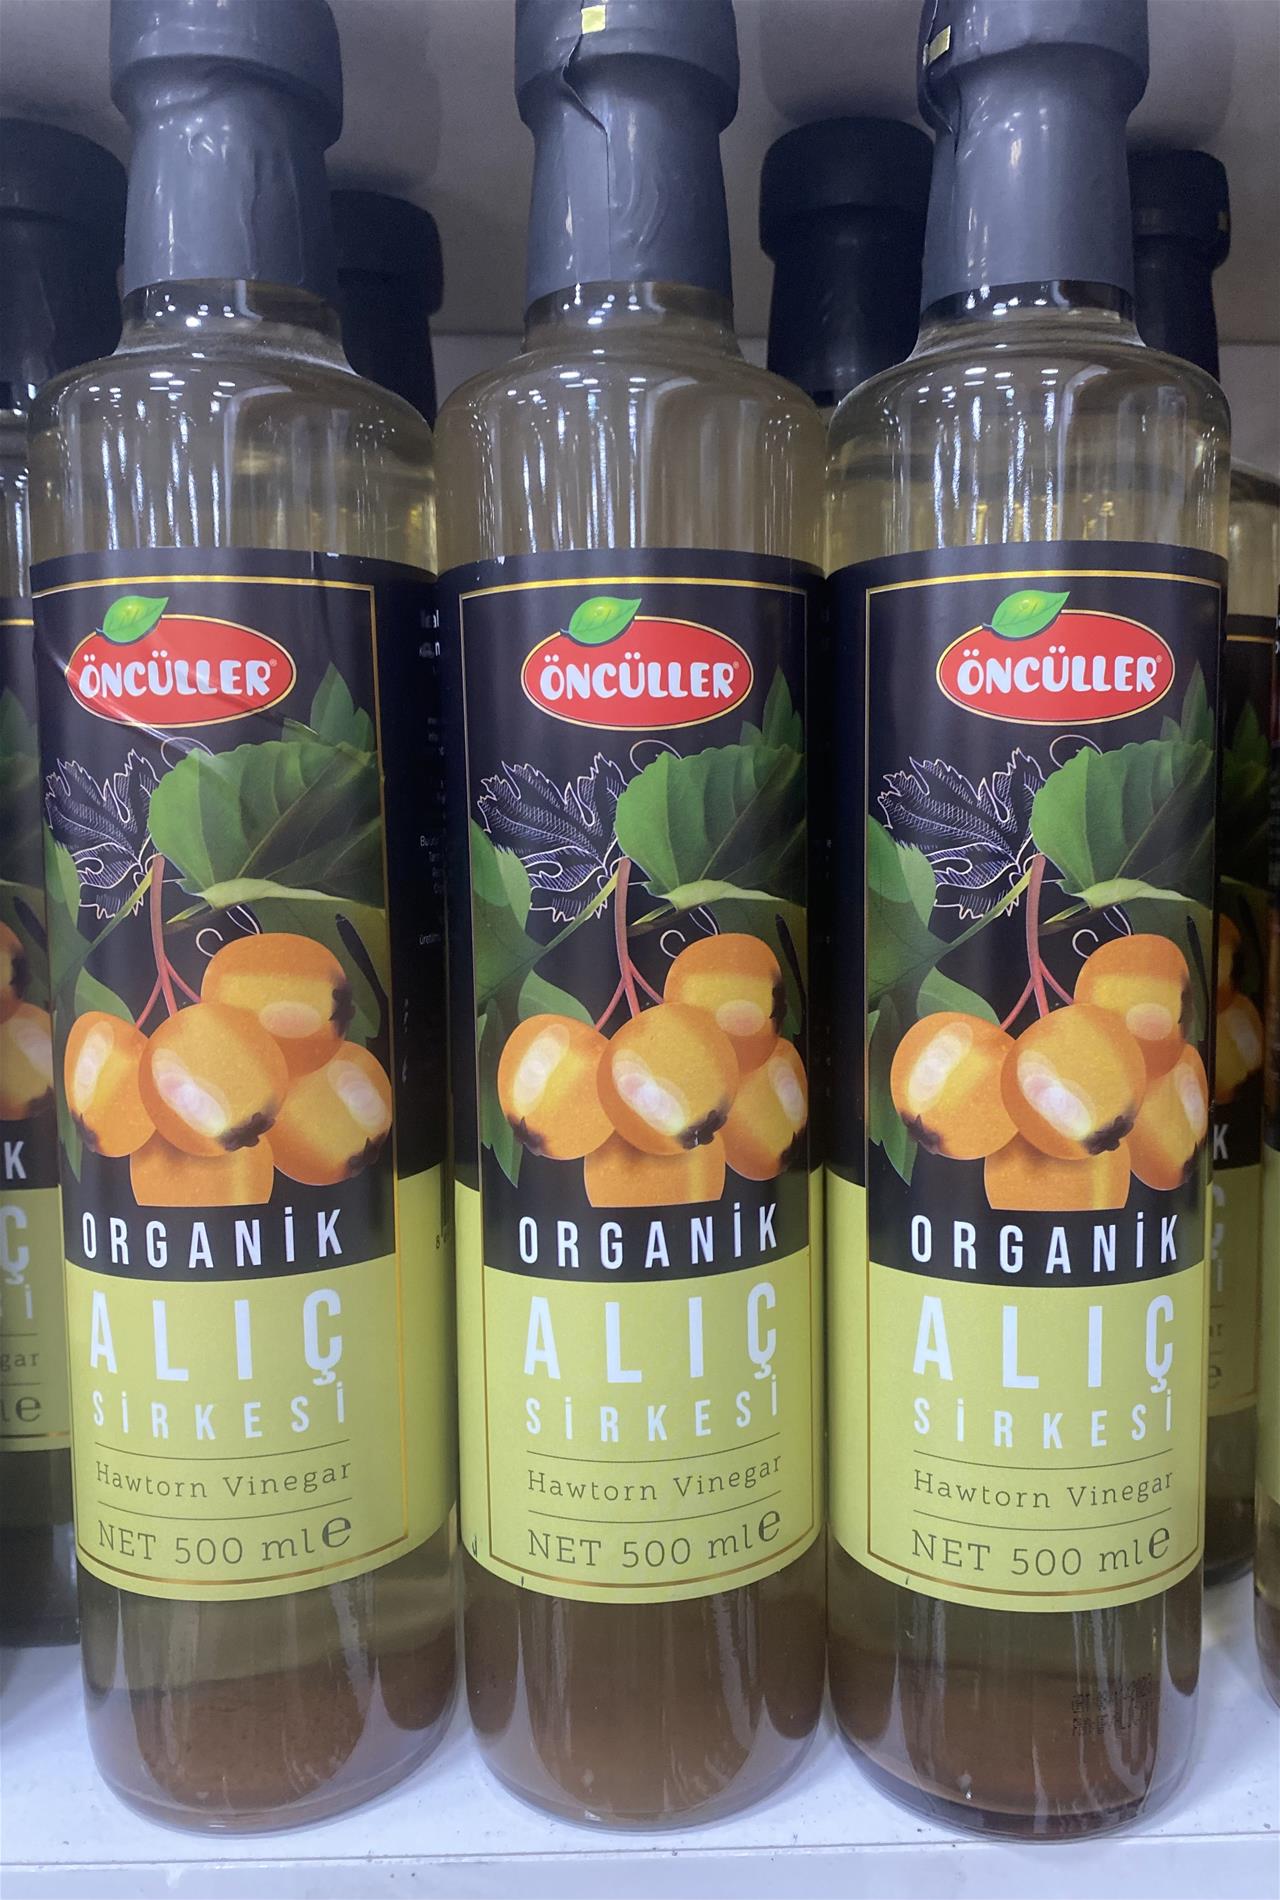 ÖNCÜLLER®
ORGANİK
ALIÇ
SİRKESİ
Hawtorn Vinegar
NET 500 ml e
ÖNCÜLLER®
ORGANİK
ALIÇ
SİRKESİ
Hawtorn Vinegar
NET 500 ml e
ÖNCÜLLER®
ORGANİK
ALIÇ
SİRKESİ
Hawtorn Vinegar
NET 500 ml e